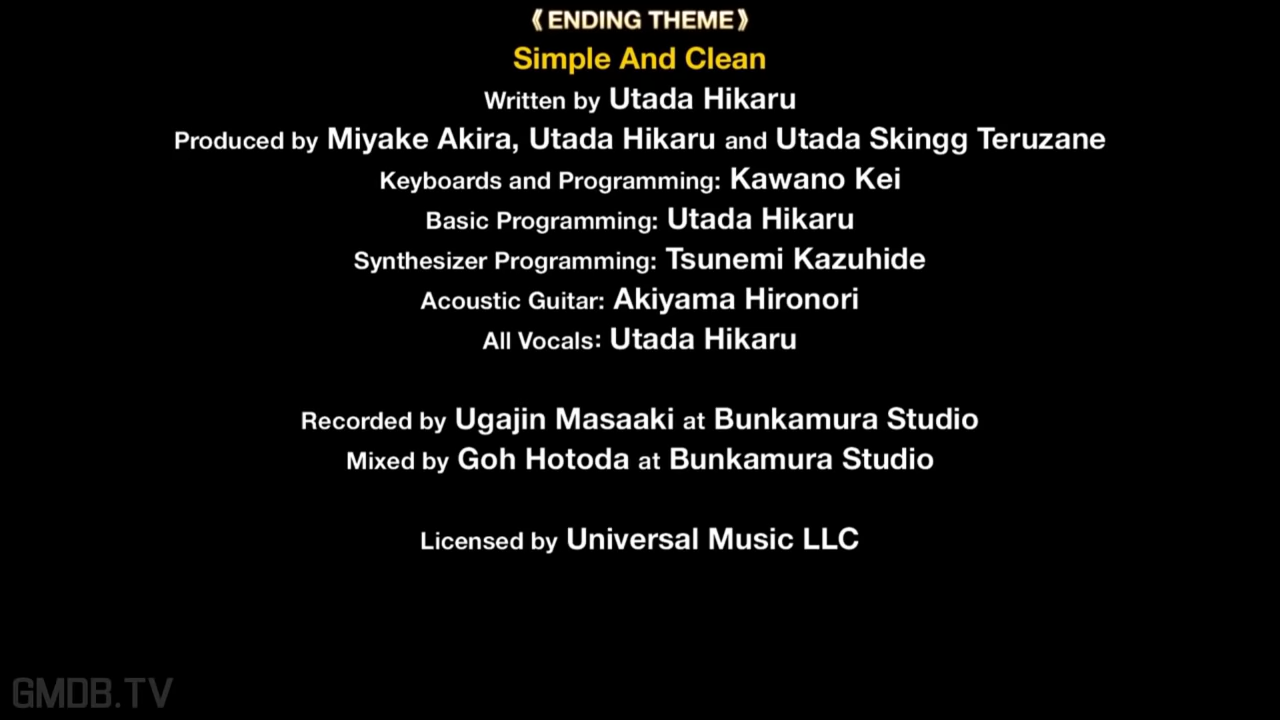 《ENDING THEME》
Simple And Clean
Written by Utada Hikaru
Produced by Miyake Akira, Utada Hikaru and Utada Skingg Teruzane
Keyboards and Programming: Kawano Kei
Basic Programming: Utada Hikaru
Synthesizer Programming: Tsunemi Kazuhide
Acoustic Guitar: Akiyama Hironori
All Vocals: Utada Hikaru
Recorded by Ugajin Masaaki at Bunkamura Studio
Mixed by Goh Hotoda at Bunkamura Studio
Licensed by Universal Music LLC
GMDB.TV